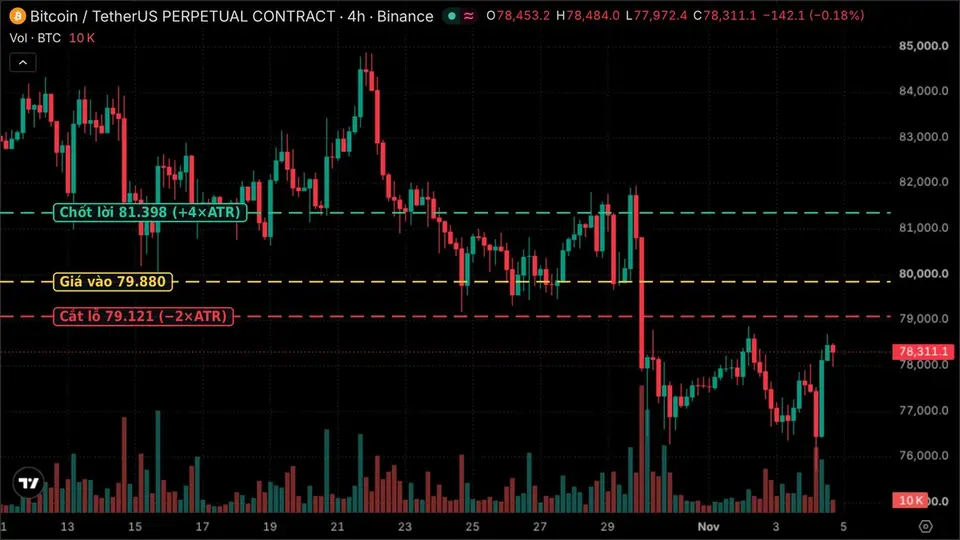 Bitcoin / TetherUS PERPETUAL CONTRACT · 4h · Binance O78,453.2 H78,484.0 L77,972.4 C78,311.1 −142.1 (−0.18%)
Vol · BTC 10 K
85,000.0
84,000.0
83,000.0
82,000.0
Chốt lời 81.398 (+4×ATR)
81,000.0
80,000.0
Giá vào 79.880
Cắt lỗ 79.121 (−2×ATR)
79,000.0
78,311.1
78,000.0
77,000.0
76,000.0
10 K
11 13 15 17 19 21 23 25 27 29 Nov 3 5